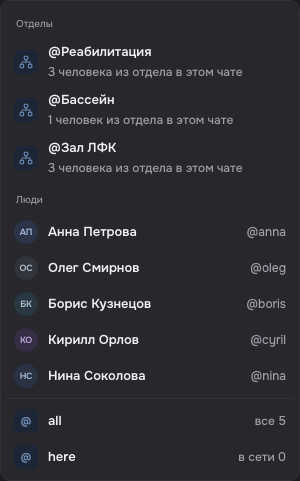 Отделы
@Реабилитация
3 человека из отдела в этом чате
@Бассейн
1 человек из отдела в этом чате
@Зал ЛФК
3 человека из отдела в этом чате
Люди
АП Анна Петрова @anna
ОС Олег Смирнов @oleg
БК Борис Кузнецов @boris
КО Кирилл Орлов @cyril
НС Нина Соколова @nina
@ all все 5
@ here в сети 0